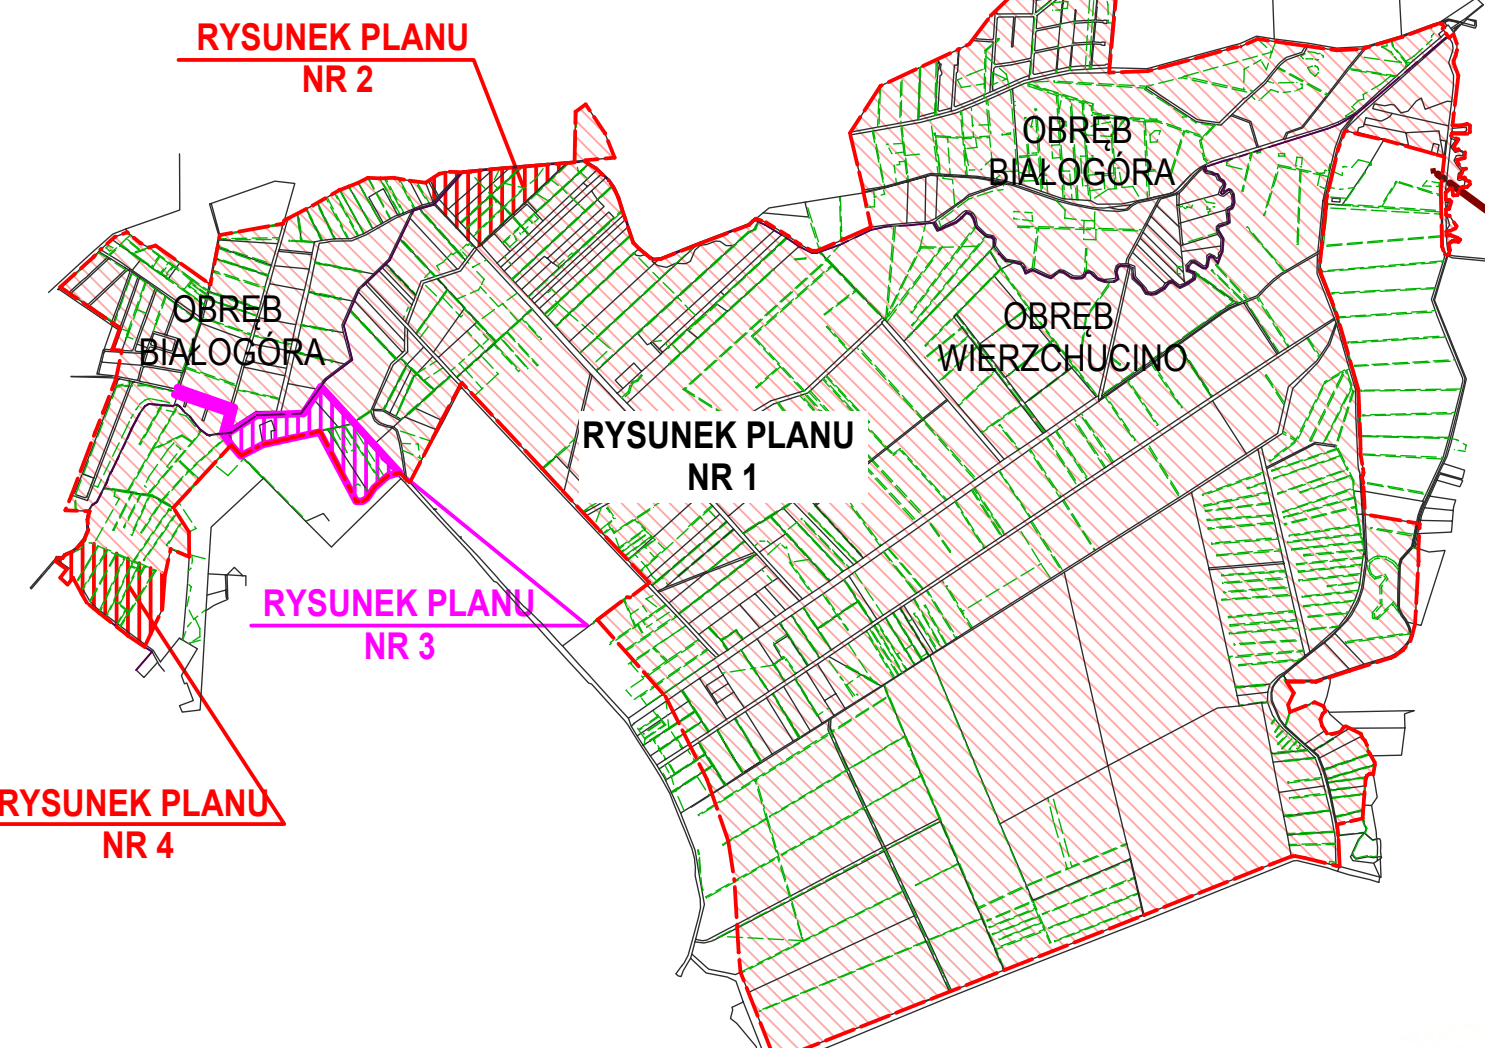 RYSUNEK PLANU
NR 2
OBRĘB
BIAŁOGÓRA
OBRĘB
BIAŁOGÓRA
OBRĘB
WIERZCHUCINO
RYSUNEK PLANU
NR 1
RYSUNEK PLANU
NR 3
RYSUNEK PLANU
NR 4